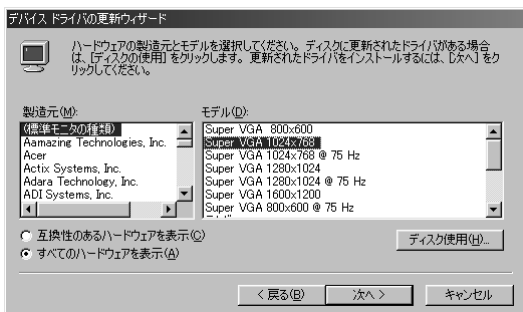 デバイス ドライバの更新ウィザード
ハードウェアの製造元とモデルを選択してください。ディスクに更新されたドライバがある場合
は、[ディスクの使用] をクリックします。更新されたドライバをインストールするには、[次へ] をク
リックしてください。
製造元(M):
モデル(D):
(標準モニタの種類)
Aamazing Technologies, Inc.
Acer
Actix Systems, Inc.
Adara Technology, Inc.
ADI Systems, Inc.
Super VGA 800x600
Super VGA 1024x768
Super VGA 1024x768 @ 75 Hz
Super VGA 1280x1024
Super VGA 1280x1024 @ 75 Hz
Super VGA 1600x1200
Super VGA 800x600 @ 75 Hz
互換性のあるハードウェアを表示(C)
すべてのハードウェアを表示(A)
ディスク使用(H)...
< 戻る(B)
次へ >
キャンセル